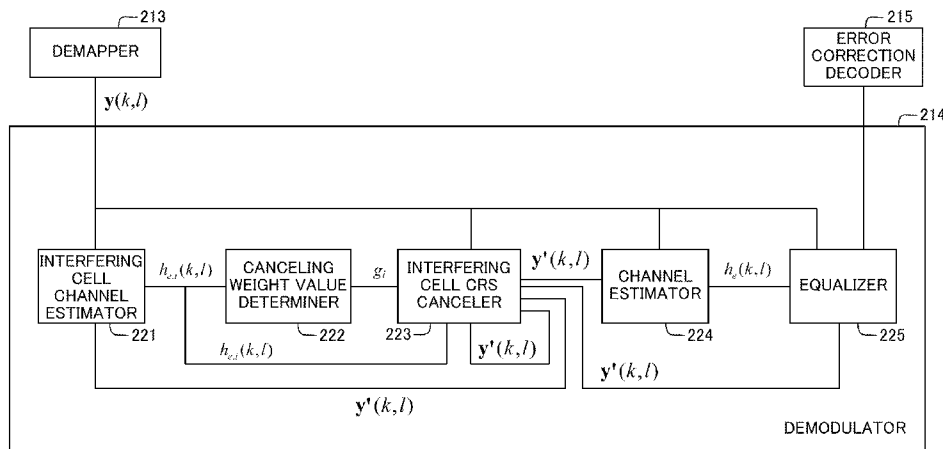 213
DEMAPPER
y(k,l)
215
ERROR
CORRECTION
DECODER
214
INTERFERING
CELL
CHANNEL
ESTIMATOR
221
h_{e,i}(k,l)
CANCELING
WEIGHT VALUE
DETERMINER
222
g_i
INTERFERING
CELL CRS
CANCELER
223
y'(k,l)
CHANNEL
ESTIMATOR
224
h_e(k,l)
EQUALIZER
225
h_{e,i}(k,l)
y'(k,l)
y'(k,l)
y'(k,l)
DEMODULATOR